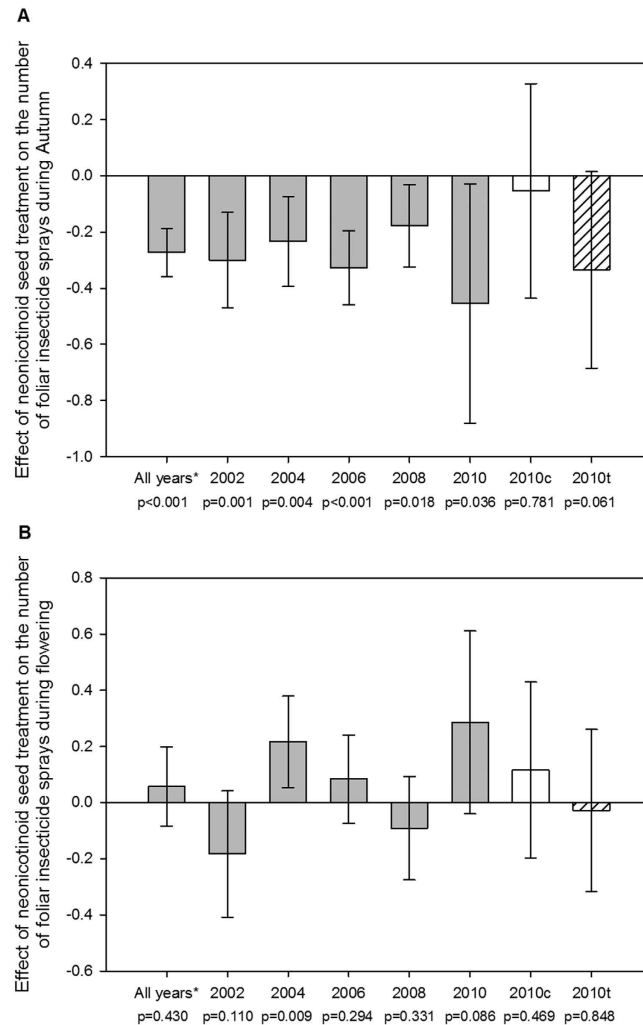 A
Effect of neonicotinoid seed treatment on the number
of foliar insecticide sprays during Autumn
0.4
0.2
0.0
-0.2
-0.4
-0.6
-0.8
-1.0
All years* 2002 2004 2006 2008 2010 2010c 2010t
p<0.001 p=0.001 p=0.004 p<0.001 p=0.018 p=0.036 p=0.781 p=0.061
B
Effect of neonicotinoid seed treatment on the number
of foliar insecticide sprays during flowering
0.8
0.6
0.4
0.2
0.0
-0.2
-0.4
-0.6
All years* 2002 2004 2006 2008 2010 2010c 2010t
p=0.430 p=0.110 p=0.009 p=0.294 p=0.331 p=0.086 p=0.469 p=0.848